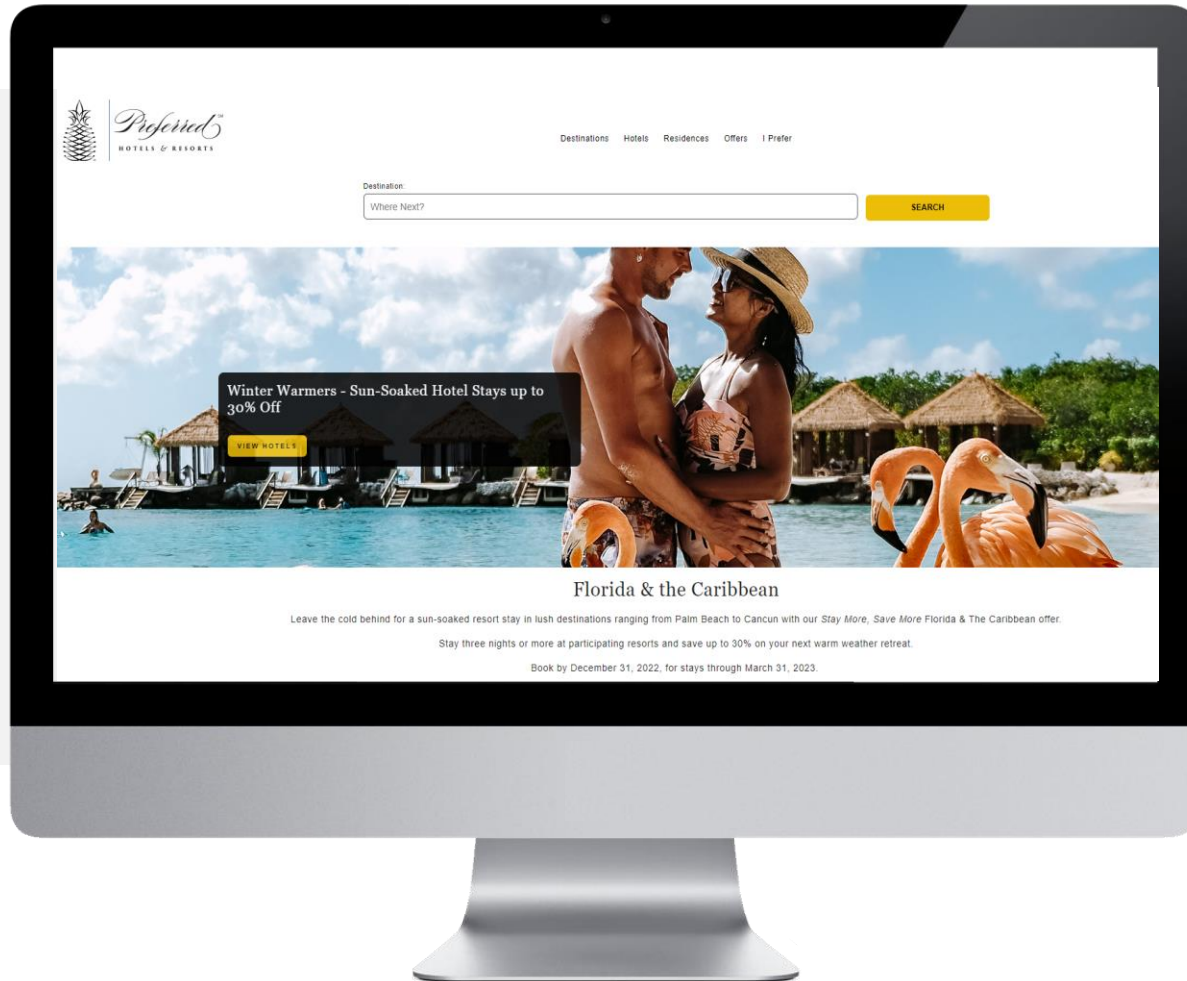 Preferred™
HOTELS & RESORTS
Destinations Hotels Residences Offers I Prefer
Destination:
Where Next?
SEARCH
Winter Warmers - Sun-Soaked Hotel Stays up to
30% Off
VIEW HOTELS
Florida & the Caribbean
Leave the cold behind for a sun-soaked resort stay in lush destinations ranging from Palm Beach to Cancun with our Stay More, Save More Florida & The Caribbean offer.
Stay three nights or more at participating resorts and save up to 30% on your next warm weather retreat.
Book by December 31, 2022, for stays through March 31, 2023.